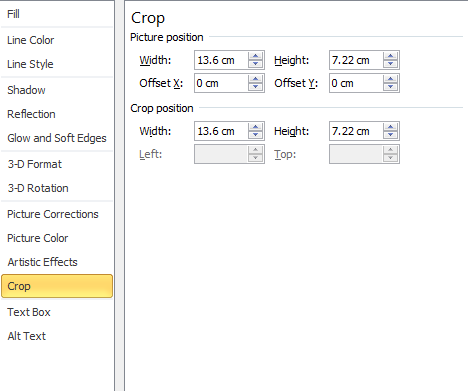 Fill
Line Color
Line Style
Shadow
Reflection
Glow and Soft Edges
3-D Format
3-D Rotation
Picture Corrections
Picture Color
Artistic Effects
Crop
Text Box
Alt Text
Crop
Picture position
Width: 13.6 cm Height: 7.22 cm
Offset X: 0 cm Offset Y: 0 cm
Crop position
Width: 13.6 cm Height: 7.22 cm
Left: Top: